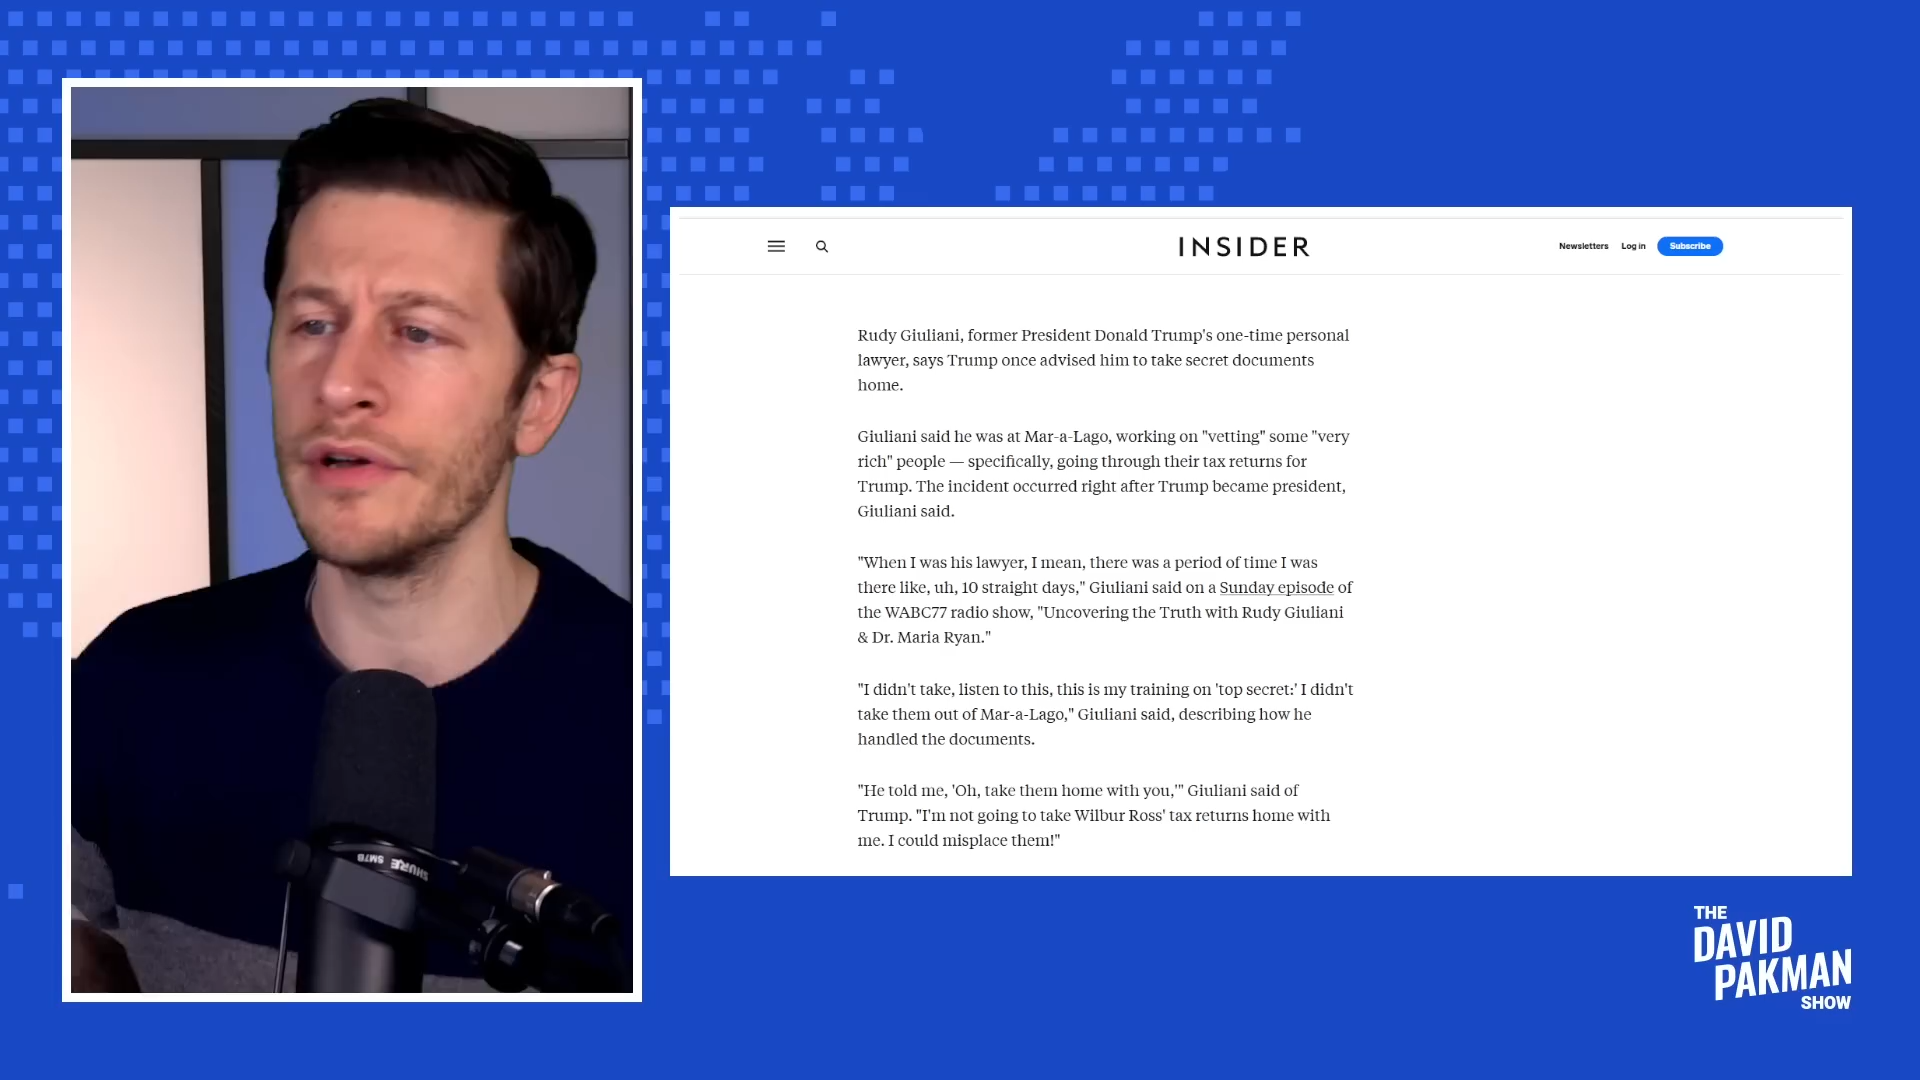 INSIDER
Newsletters
Log in
Subscribe
Rudy Giuliani, former President Donald Trump's one-time personal
lawyer, says Trump once advised him to take secret documents
home.
Giuliani said he was at Mar-a-Lago, working on "vetting" some "very
rich" people — specifically, going through their tax returns for
Trump. The incident occurred right after Trump became president,
Giuliani said.
"When I was his lawyer, I mean, there was a period of time I was
there like, uh, 10 straight days," Giuliani said on a Sunday episode of
the WABC77 radio show, "Uncovering the Truth with Rudy Giuliani
& Dr. Maria Ryan."
"I didn't take, listen to this, this is my training on 'top secret:' I didn't
take them out of Mar-a-Lago," Giuliani said, describing how he
handled the documents.
"He told me, 'Oh, take them home with you,'" Giuliani said of
Trump. "I'm not going to take Wilbur Ross' tax returns home with
me. I could misplace them!"
SHURE
SM7B
THE
DAVID
PAKMAN
SHOW